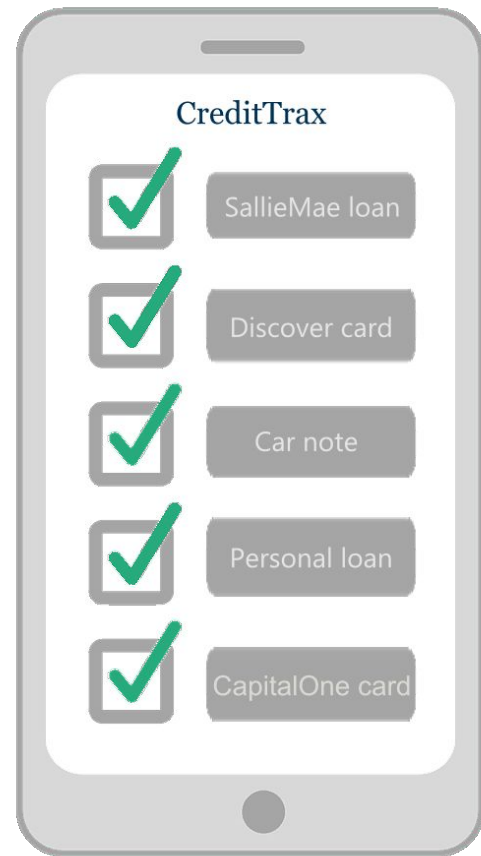 CreditTrax
SallieMae loan
Discover card
Car note
Personal loan
CapitalOne card